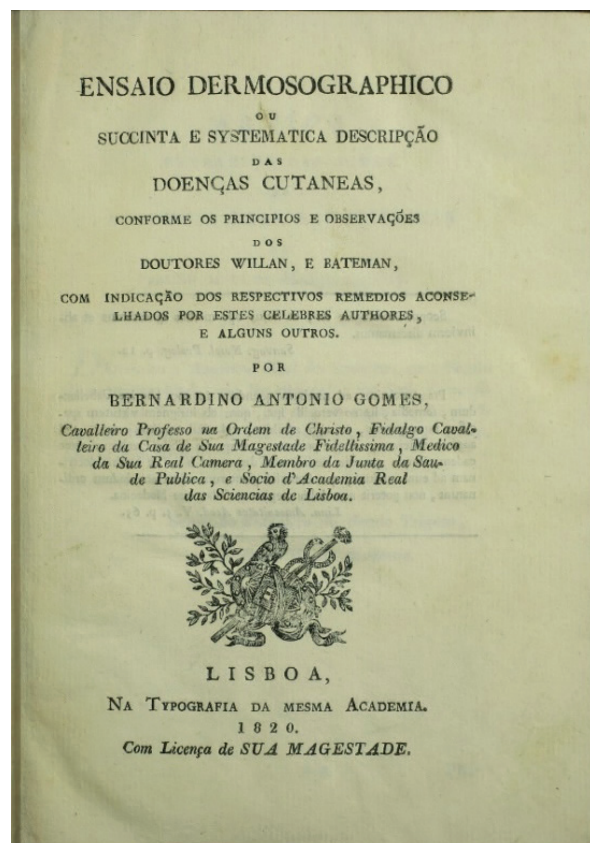 ENSAIO DERMOSOGRAPHICO
OU
SUCCINTA E SYSTEMATICA DESCRIPÇÃO
DAS
DOENÇAS CUTANEAS,
CONFORME OS PRINCIPIOS E OBSERVAÇÕES
DOS
DOUTORES WILLAN, E BATEMAN,
COM INDICAÇÃO DOS RESPECTIVOS REMEDIOS ACONSE-
LHADOS POR ESTES CELEBRES AUTHORES,
E ALGUNS OUTROS.
POR
BERNARDINO ANTONIO GOMES,
Cavalleiro Professo na Ordem de Christo, Fidalgo Caval-
leiro da Casa de Sua Magestade Fidelissima, Medico
da Sua Real Camera, Membro da Junta da Sau-
de Publica, e Socio d'Academia Real
das Sciencias de Lisboa.
LISBOA,
NA TYPOGRAFIA DA MESMA ACADEMIA.
1820.
Com Licença de SUA MAGESTADE.